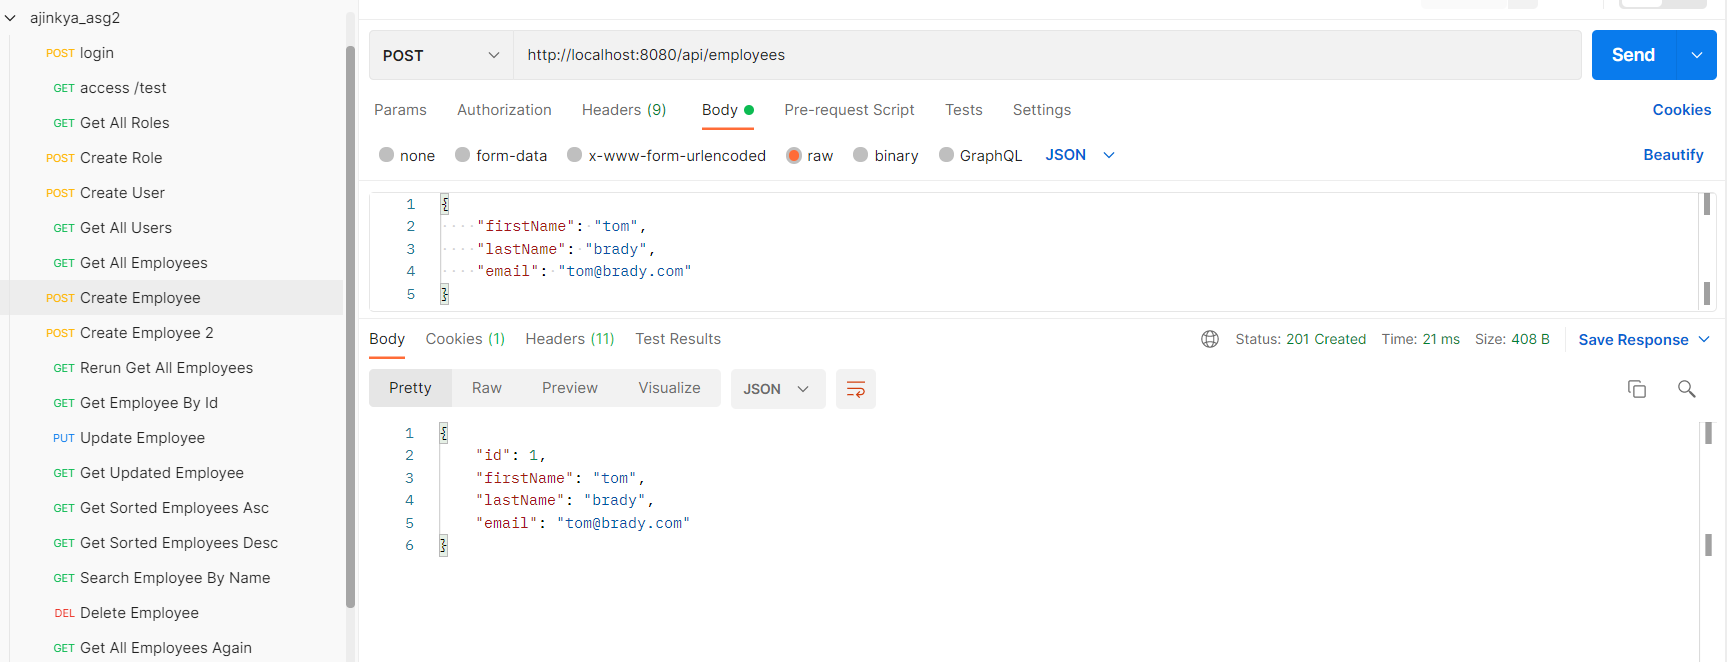 ajinkya_asg2
POST login
GET access /test
GET Get All Roles
POST Create Role
POST Create User
GET Get All Users
GET Get All Employees
POST Create Employee
POST Create Employee 2
GET Rerun Get All Employees
GET Get Employee By Id
PUT Update Employee
GET Get Updated Employee
GET Get Sorted Employees Asc
GET Get Sorted Employees Desc
GET Search Employee By Name
DEL Delete Employee
GET Get All Employees Again
POST http://localhost:8080/api/employees Send
Params Authorization Headers (9) Body Pre-request Script Tests Settings Cookies
none form-data x-www-form-urlencoded raw binary GraphQL JSON Beautify
1 {
2 "firstName": "tom",
3 "lastName": "brady",
4 "email": "tom@brady.com"
5 }
Body Cookies (1) Headers (11) Test Results Status: 201 Created Time: 21 ms Size: 408 B Save Response
Pretty Raw Preview Visualize JSON
1 {
2 "id": 1,
3 "firstName": "tom",
4 "lastName": "brady",
5 "email": "tom@brady.com"
6 }